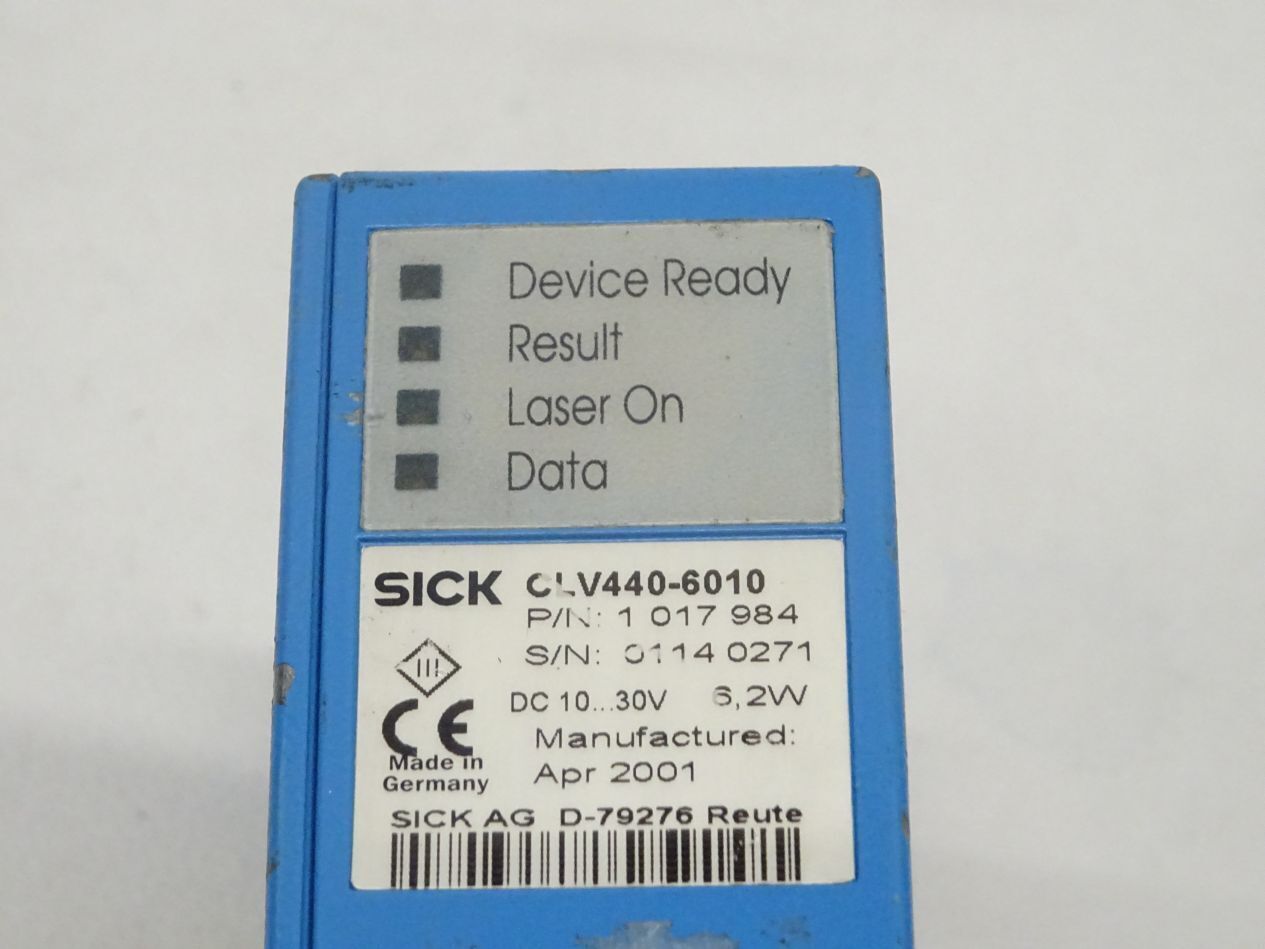 Device Ready
Result
Laser On
Data
SICK CLV440-6010
P/N: 1 017 984
S/N: 0114 0271
DC 10...30V 6,2W
CE
Manufactured:
Made in
Apr 2001
Germany
SICK AG D-79276 Reute